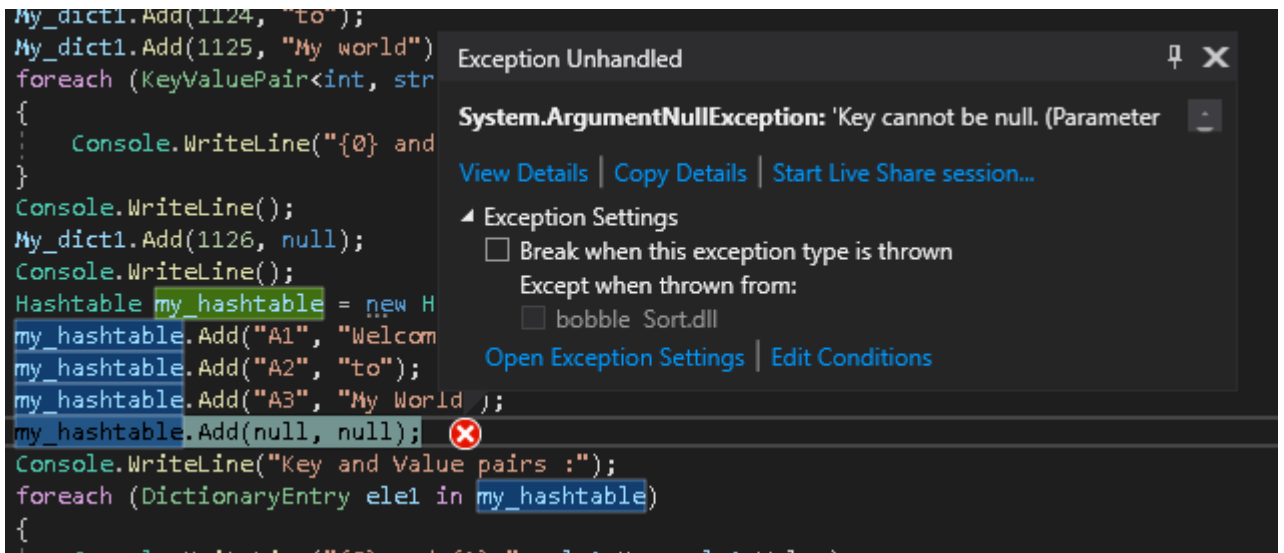 My_dict1.Add(1124, "to");
My_dict1.Add(1125, "My world")
foreach (KeyValuePair<int, str
{
Console.WriteLine("{0} and
}
Console.WriteLine();
My_dict1.Add(1126, null);
Console.WriteLine();
Hashtable my_hashtable = new H
my_hashtable.Add("A1", "Welcom
my_hashtable.Add("A2", "to");
my_hashtable.Add("A3", "My World");
my_hashtable.Add(null, null);
Console.WriteLine("Key and Value pairs :");
foreach (DictionaryEntry ele1 in my_hashtable)
{
Exception Unhandled
System.ArgumentNullException: 'Key cannot be null. (Parameter
View Details | Copy Details | Start Live Share session...
Exception Settings
Break when this exception type is thrown
Except when thrown from:
bobble Sort.dll
Open Exception Settings | Edit Conditions